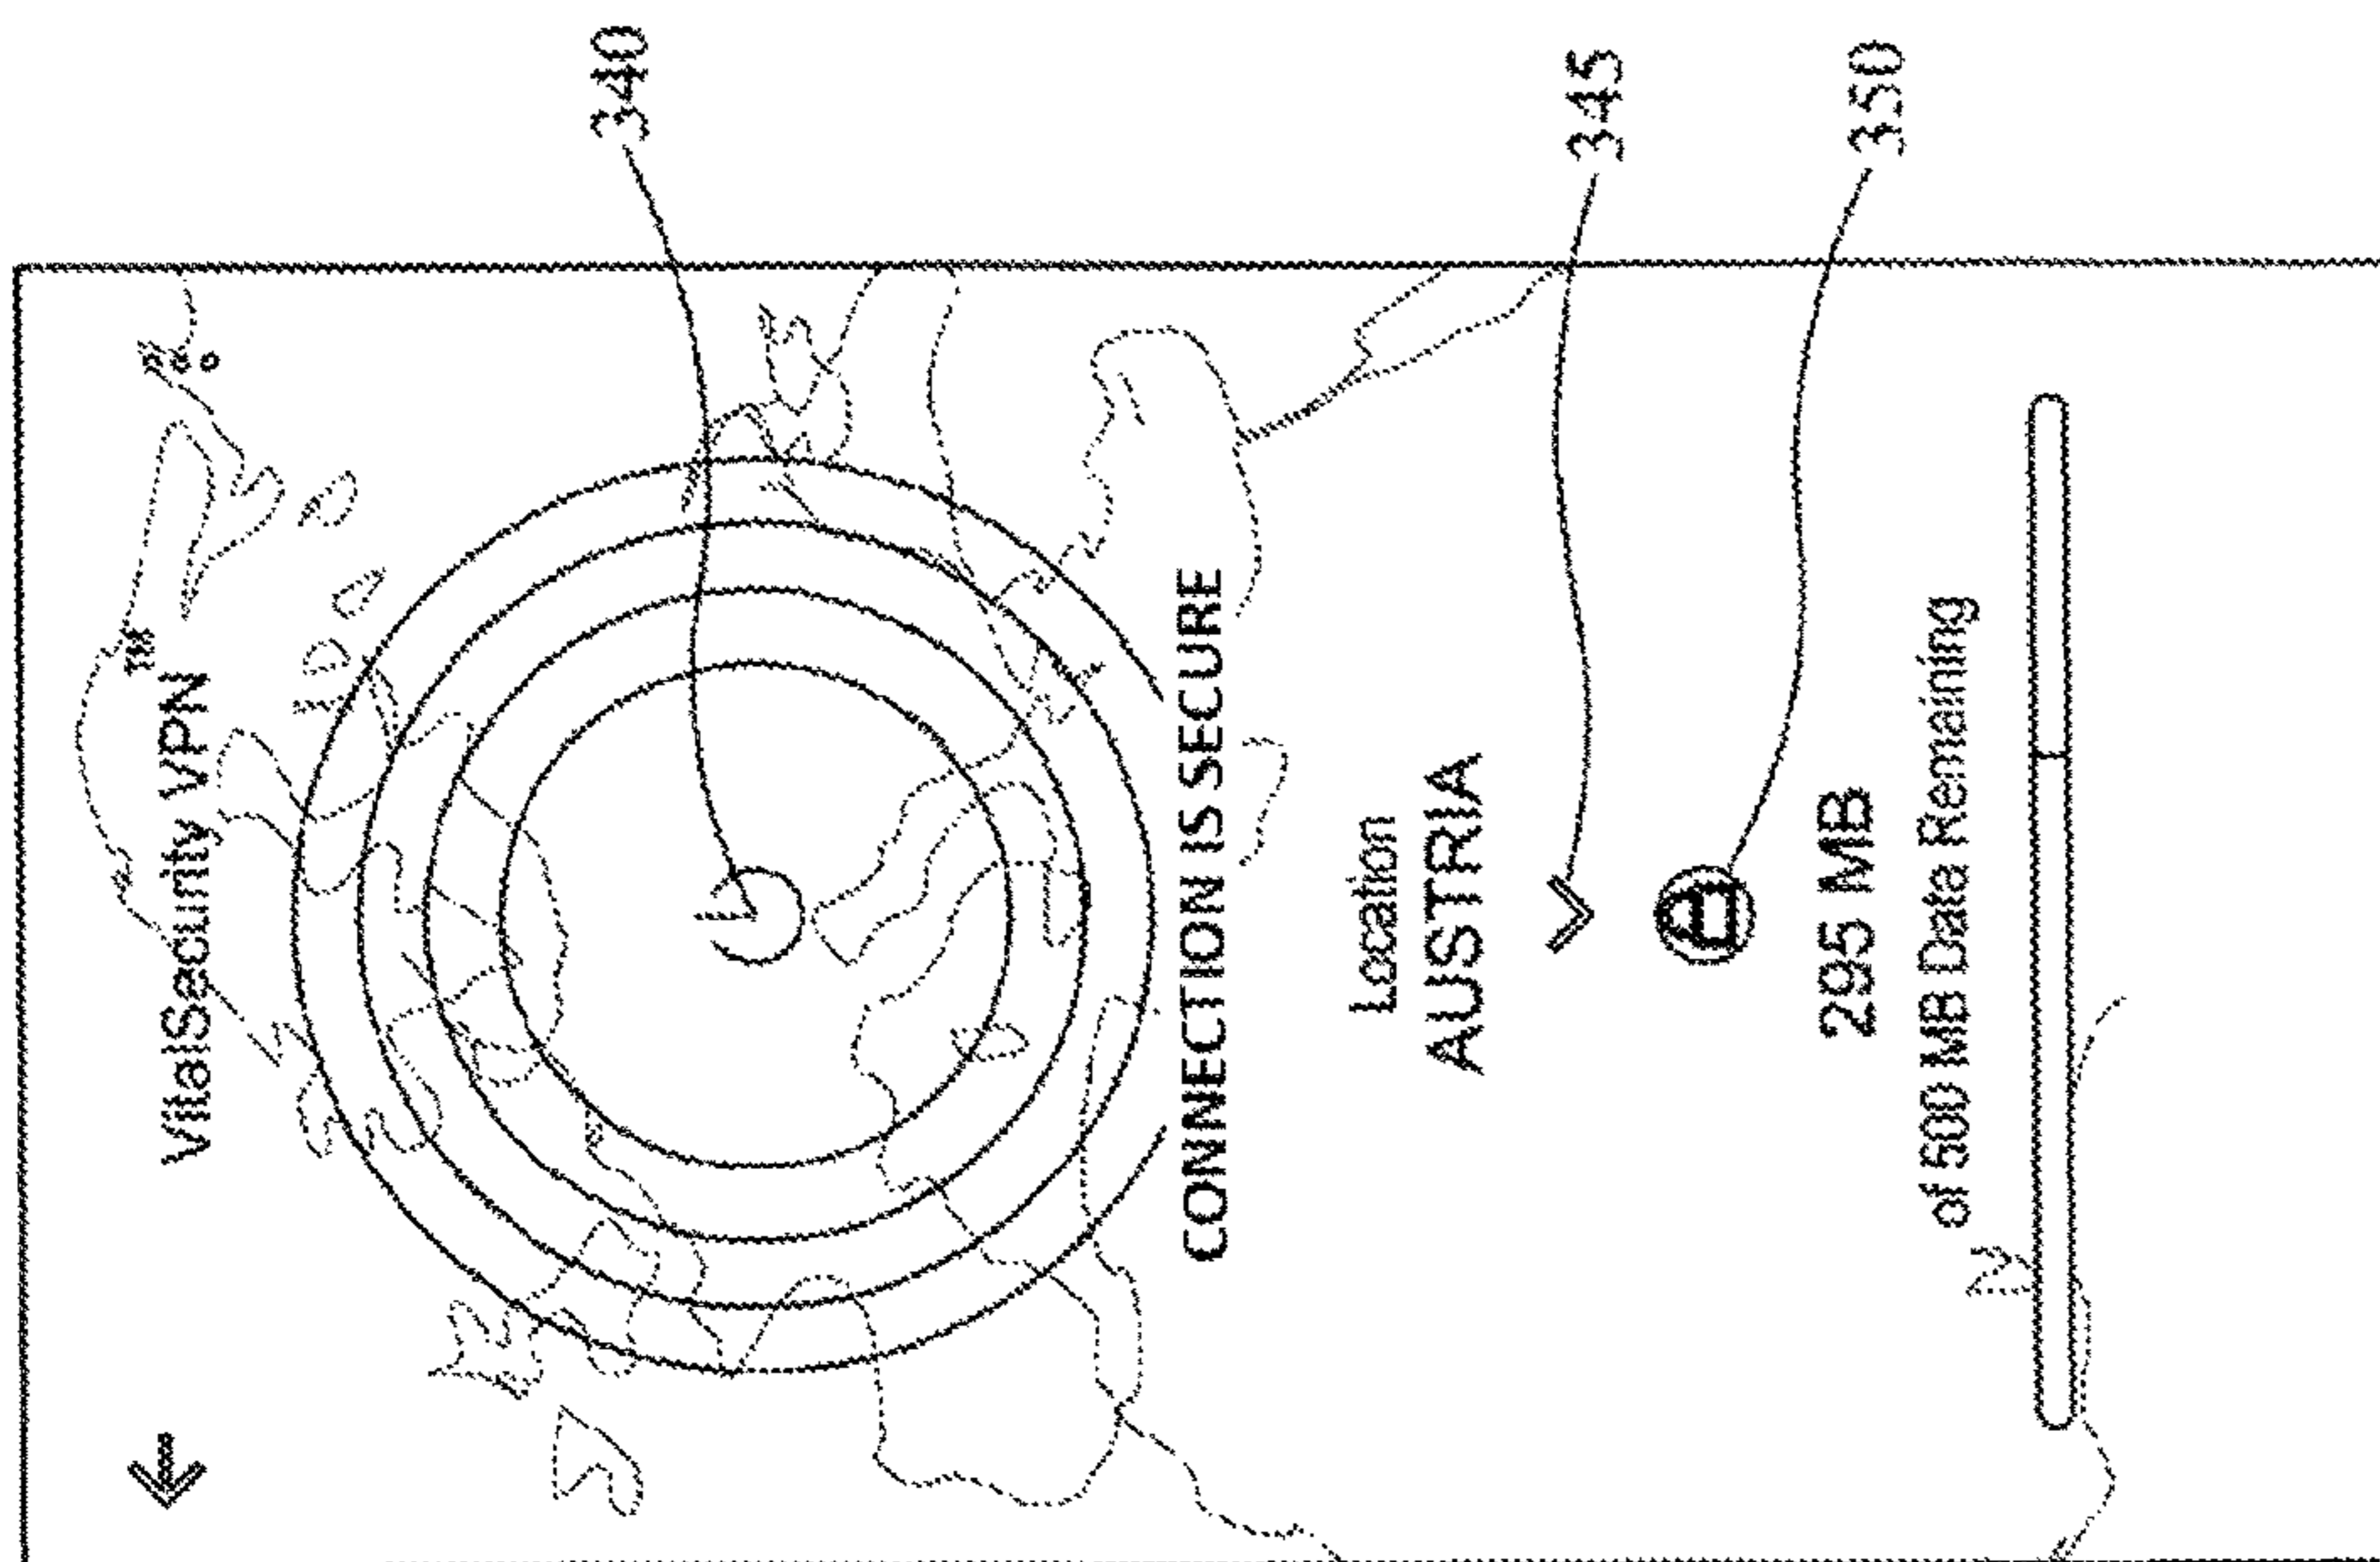 VitalSecurity VPN™
340
CONNECTION IS SECURE
Location
AUSTRIA
345
350
295 MB
of 500 MB Data Remaining